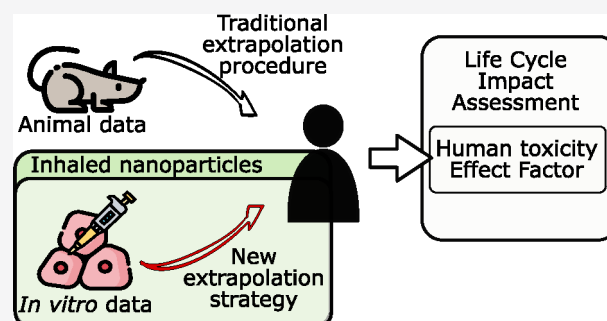 Traditional
extrapolation
procedure
Animal data
Inhaled nanoparticles
In vitro data
New
extrapolation
strategy
Life Cycle
Impact
Assessment
Human toxicity
Effect Factor